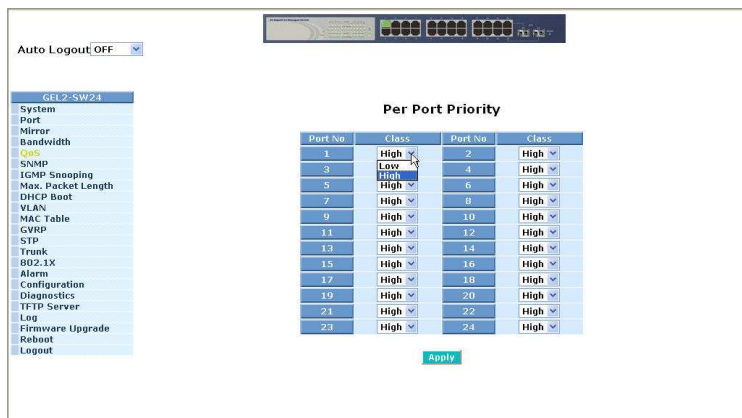 Auto Logout OFF
GEL2-SW24
System
Port
Mirror
Bandwidth
QoS
SNMP
IGMP Snooping
Max. Packet Length
DHCP Boot
VLAN
MAC Table
GVRP
STP
Trunk
802.1X
Alarm
Configuration
Diagnostics
TFTP Server
Log
Firmware Upgrade
Reboot
Logout
Per Port Priority
Port No Class Port No Class
1 High 2 High
Low
High
3 4 High
5 High 6 High
7 High 8 High
9 High 10 High
11 High 12 High
13 High 14 High
15 High 16 High
17 High 18 High
19 High 20 High
21 High 22 High
23 High 24 High
Apply